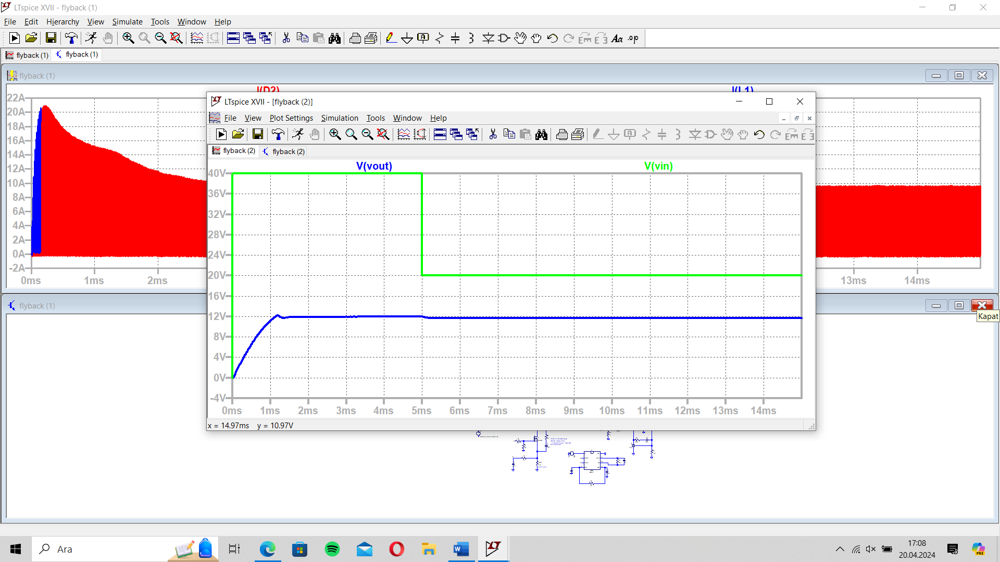 LTspice XVII - flyback (1)
File Edit Hierarchy View Simulate Tools Window Help
.op
flyback (1) flyback (1)
flyback (1)
I(D2) I(L1)
22A
20A
18A
16A
14A
12A
10A
8A
6A
4A
2A
0A
-2A
0ms 1ms 2ms 13ms 14ms
LTspice XVII - [flyback (2)]
File View Plot Settings Simulation Tools Window Help
flyback (2) flyback (2)
V(vout) V(vin)
40V
36V
32V
28V
24V
20V
16V
12V
8V
4V
0V
-4V
0ms 1ms 2ms 3ms 4ms 5ms 6ms 7ms 8ms 9ms 10ms 11ms 12ms 13ms 14ms
x = 14.97ms y = 10.97V
flyback (1)
Kapat
Ara
17:08
20.04.2024
PRE